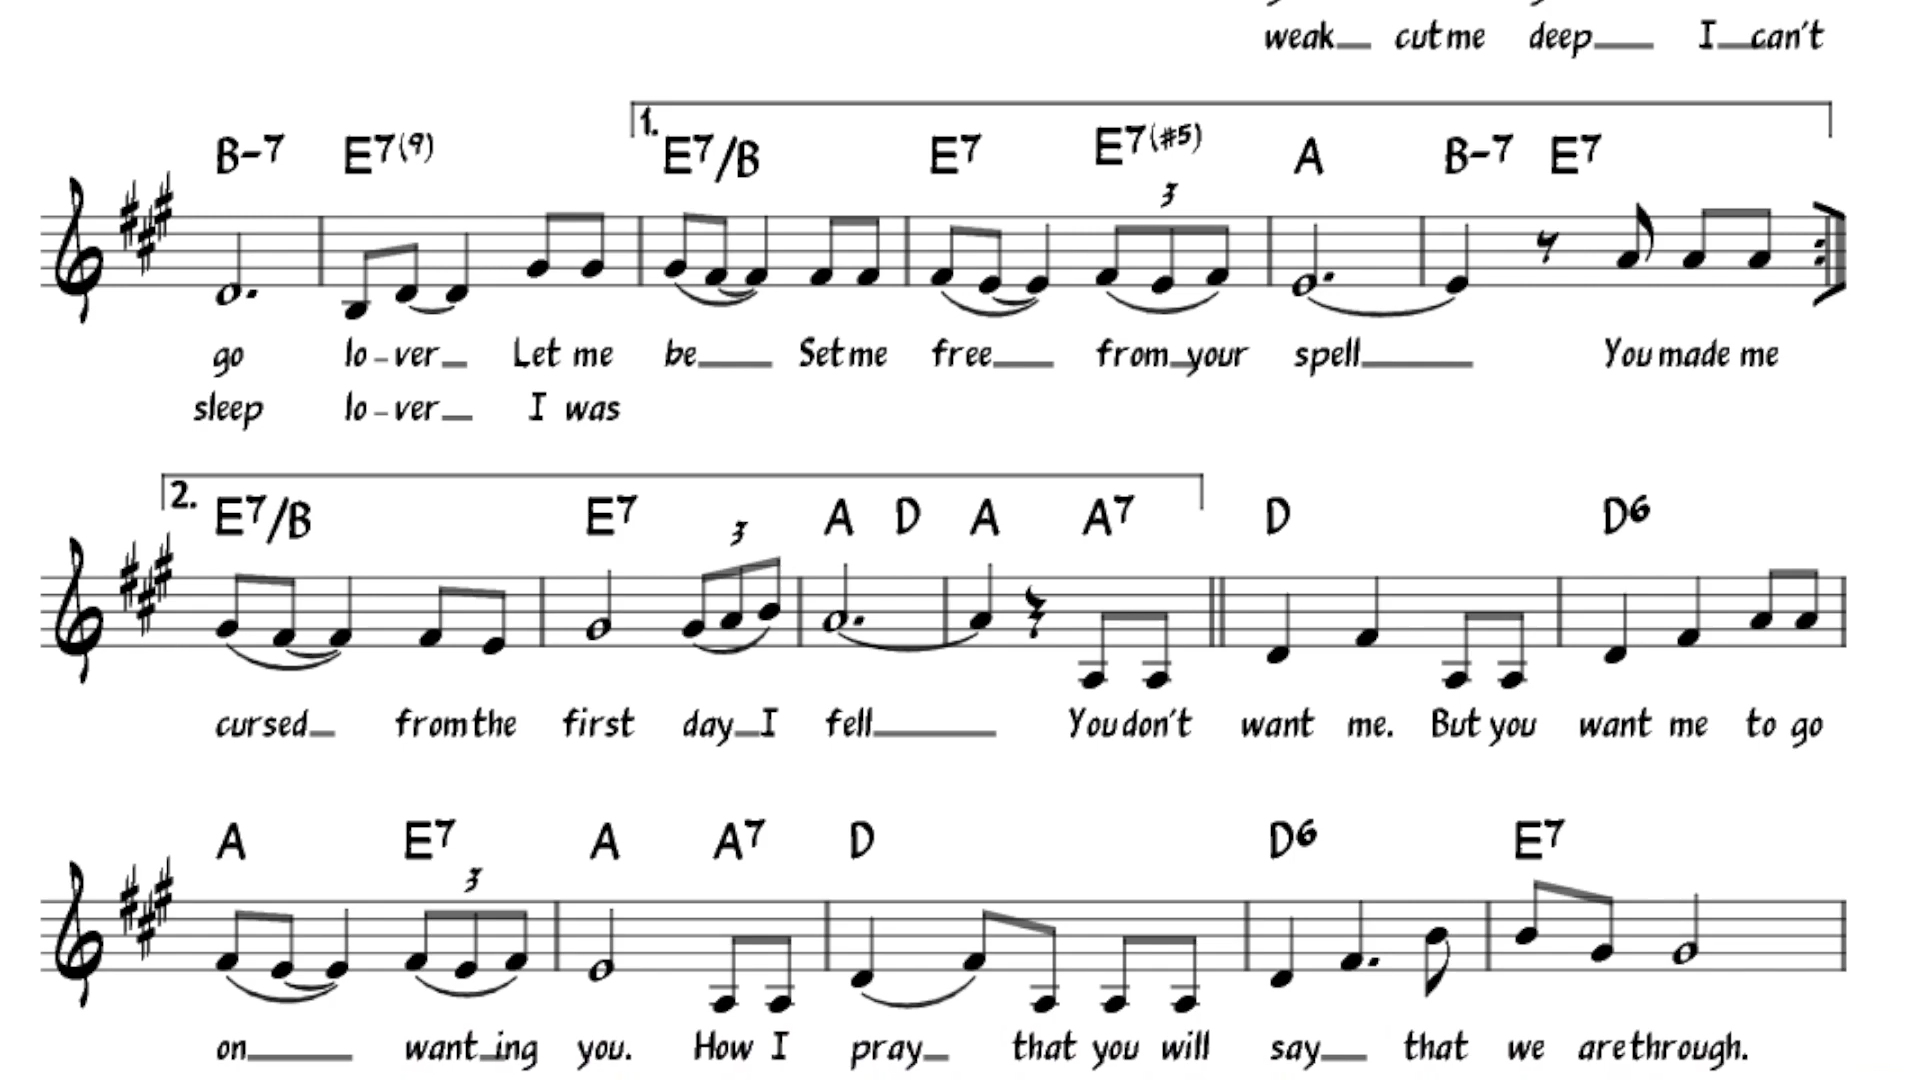 weak cut me deep I can't
1.
B-7 E7(9) E7/B E7 E7(#5) A B-7 E7
3
go lo-ver Let me be Set me free from your spell You made me
sleep lo-ver I was
2.
E7/B E7 A D A A7 D D6
3
cursed from the first day I fell You don't want me. But you want me to go
A E7 A A7 D D6 E7
3
on want ing you. How I pray that you will say that we are through.